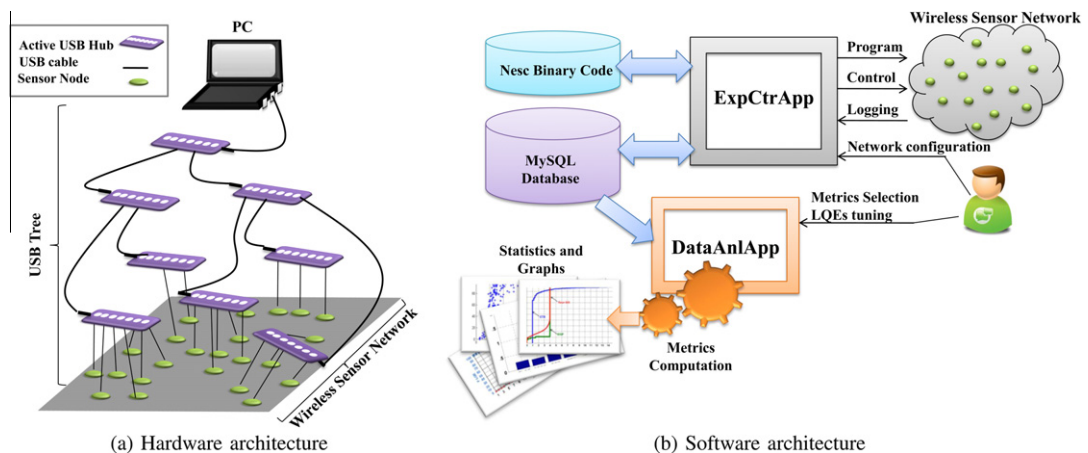 PC
Active USB Hub
USB cable
Sensor Node
USB Tree
Wireless Sensor Network
(a) Hardware architecture
Wireless Sensor Network
Nesc Binary Code
ExpCtrApp
Program
Control
Logging
Network configuration
MySQL
Database
Metrics Selection
LQEs tuning
DataAnlApp
Statistics and
Graphs
Metrics
Computation
(b) Software architecture